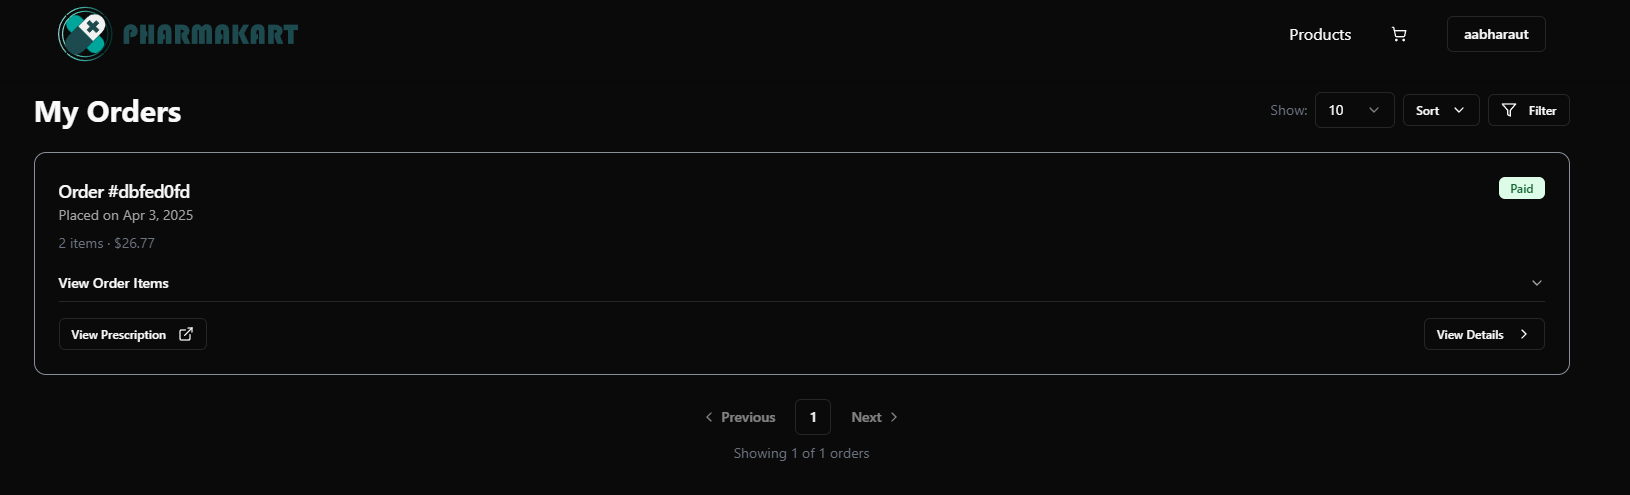 PHARMAKART
Products
aabharaut
My Orders
Show: 10 Sort Filter
Order #dbfed0fd
Paid
Placed on Apr 3, 2025
2 items · $26.77
View Order Items
View Prescription
View Details
Previous 1 Next
Showing 1 of 1 orders